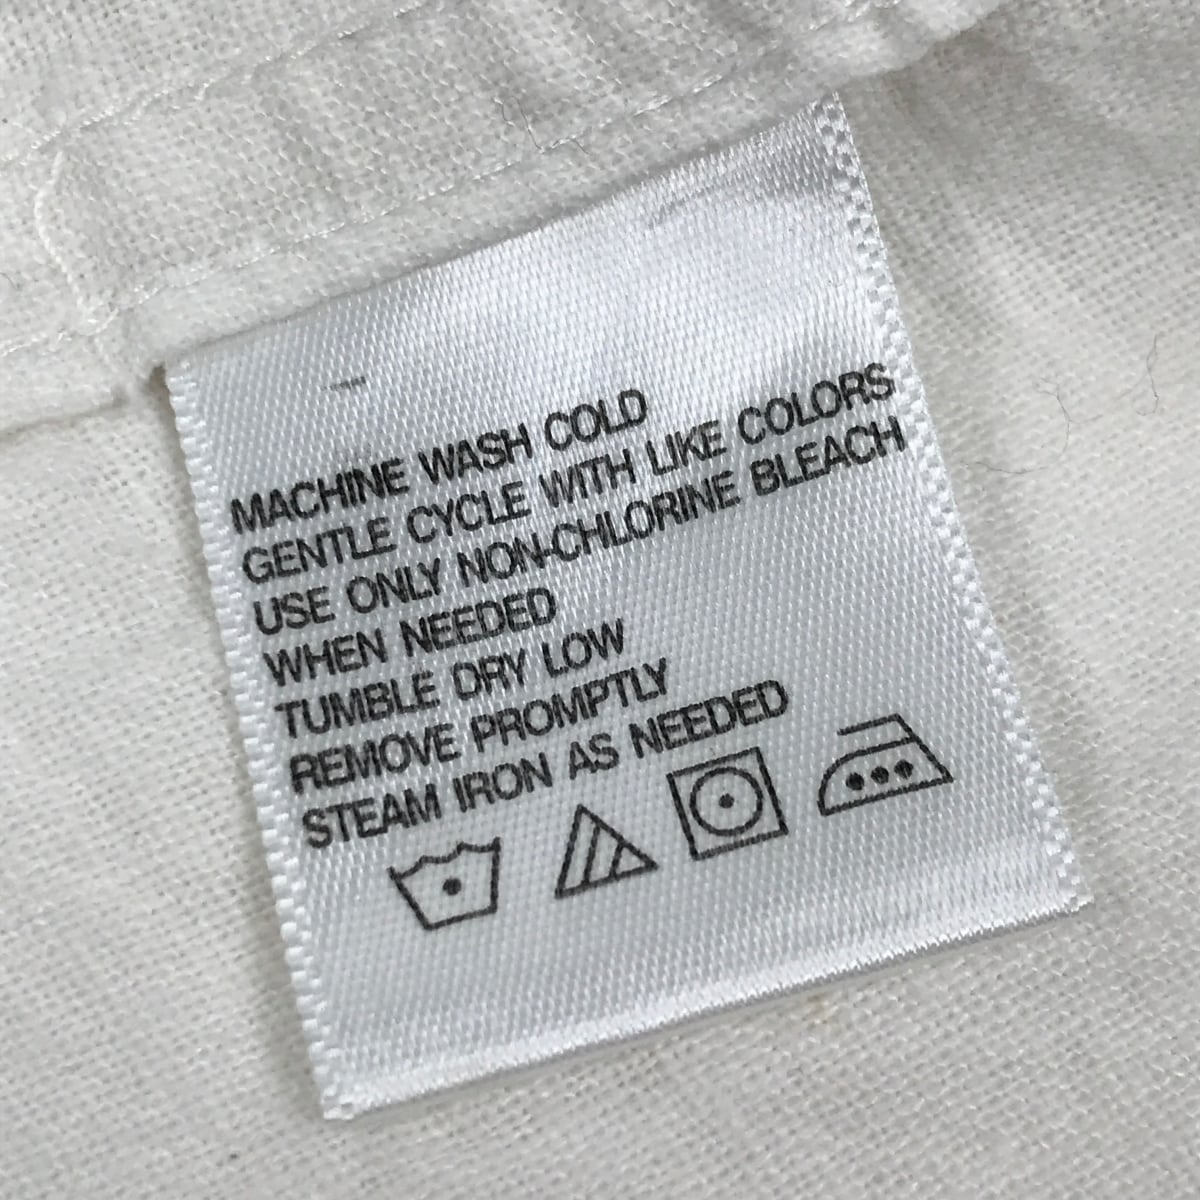 MACHINE WASH COLD
GENTLE CYCLE WITH LIKE COLORS
USE ONLY NON-CHLORINE BLEACH
WHEN NEEDED
TUMBLE DRY LOW
REMOVE PROMPTLY
STEAM IRON AS NEEDED